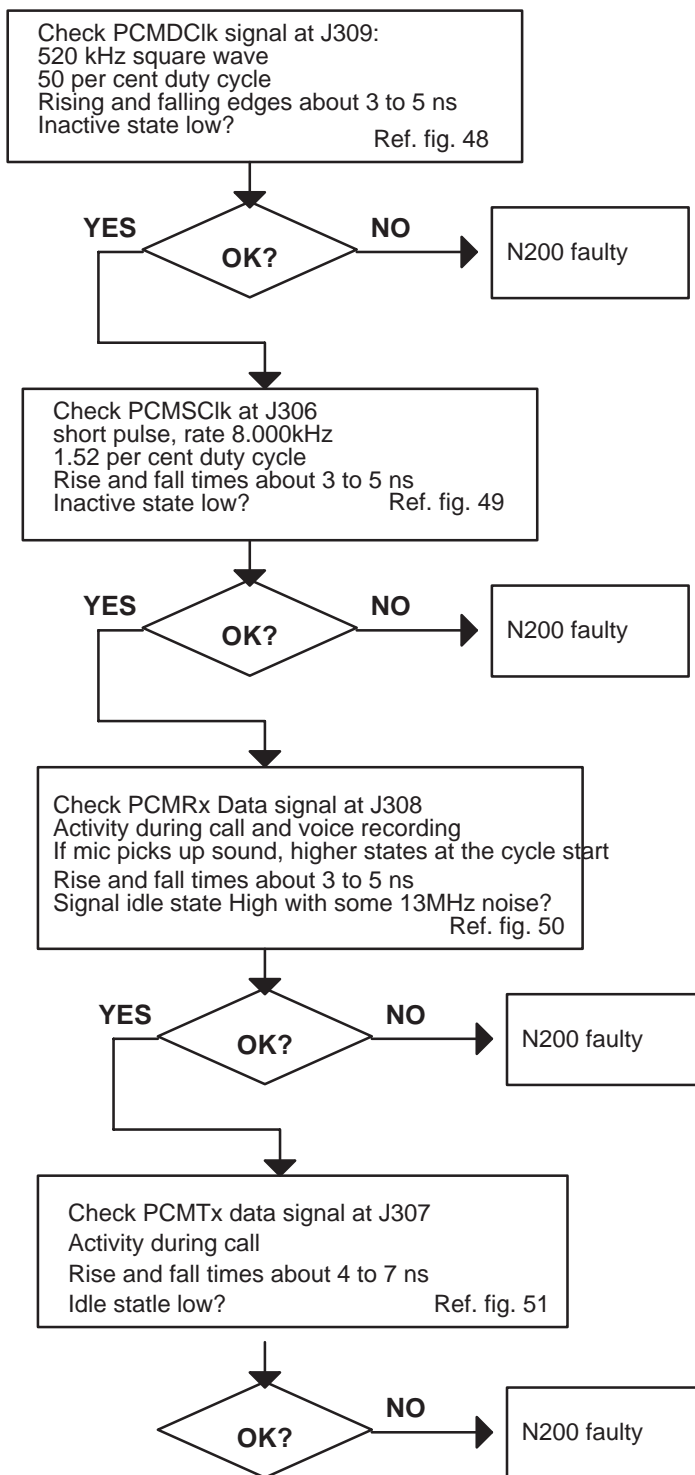 Check PCMDClk signal at J309:
520 kHz square wave
50 per cent duty cycle
Rising and falling edges about 3 to 5 ns
Inactive state low?
Ref. fig. 48
YES
NO
OK?
N200 faulty
Check PCMSClk at J306
short pulse, rate 8.000kHz
1.52 per cent duty cycle
Rise and fall times about 3 to 5 ns
Inactive state low?
Ref. fig. 49
YES
NO
OK?
N200 faulty
Check PCMRx Data signal at J308
Activity during call and voice recording
If mic picks up sound, higher states at the cycle start
Rise and fall times about 3 to 5 ns
Signal idle state High with some 13MHz noise?
Ref. fig. 50
YES
NO
OK?
N200 faulty
Check PCMTx data signal at J307
Activity during call
Rise and fall times about 4 to 7 ns
Idle statle low?
Ref. fig. 51
NO
OK?
N200 faulty